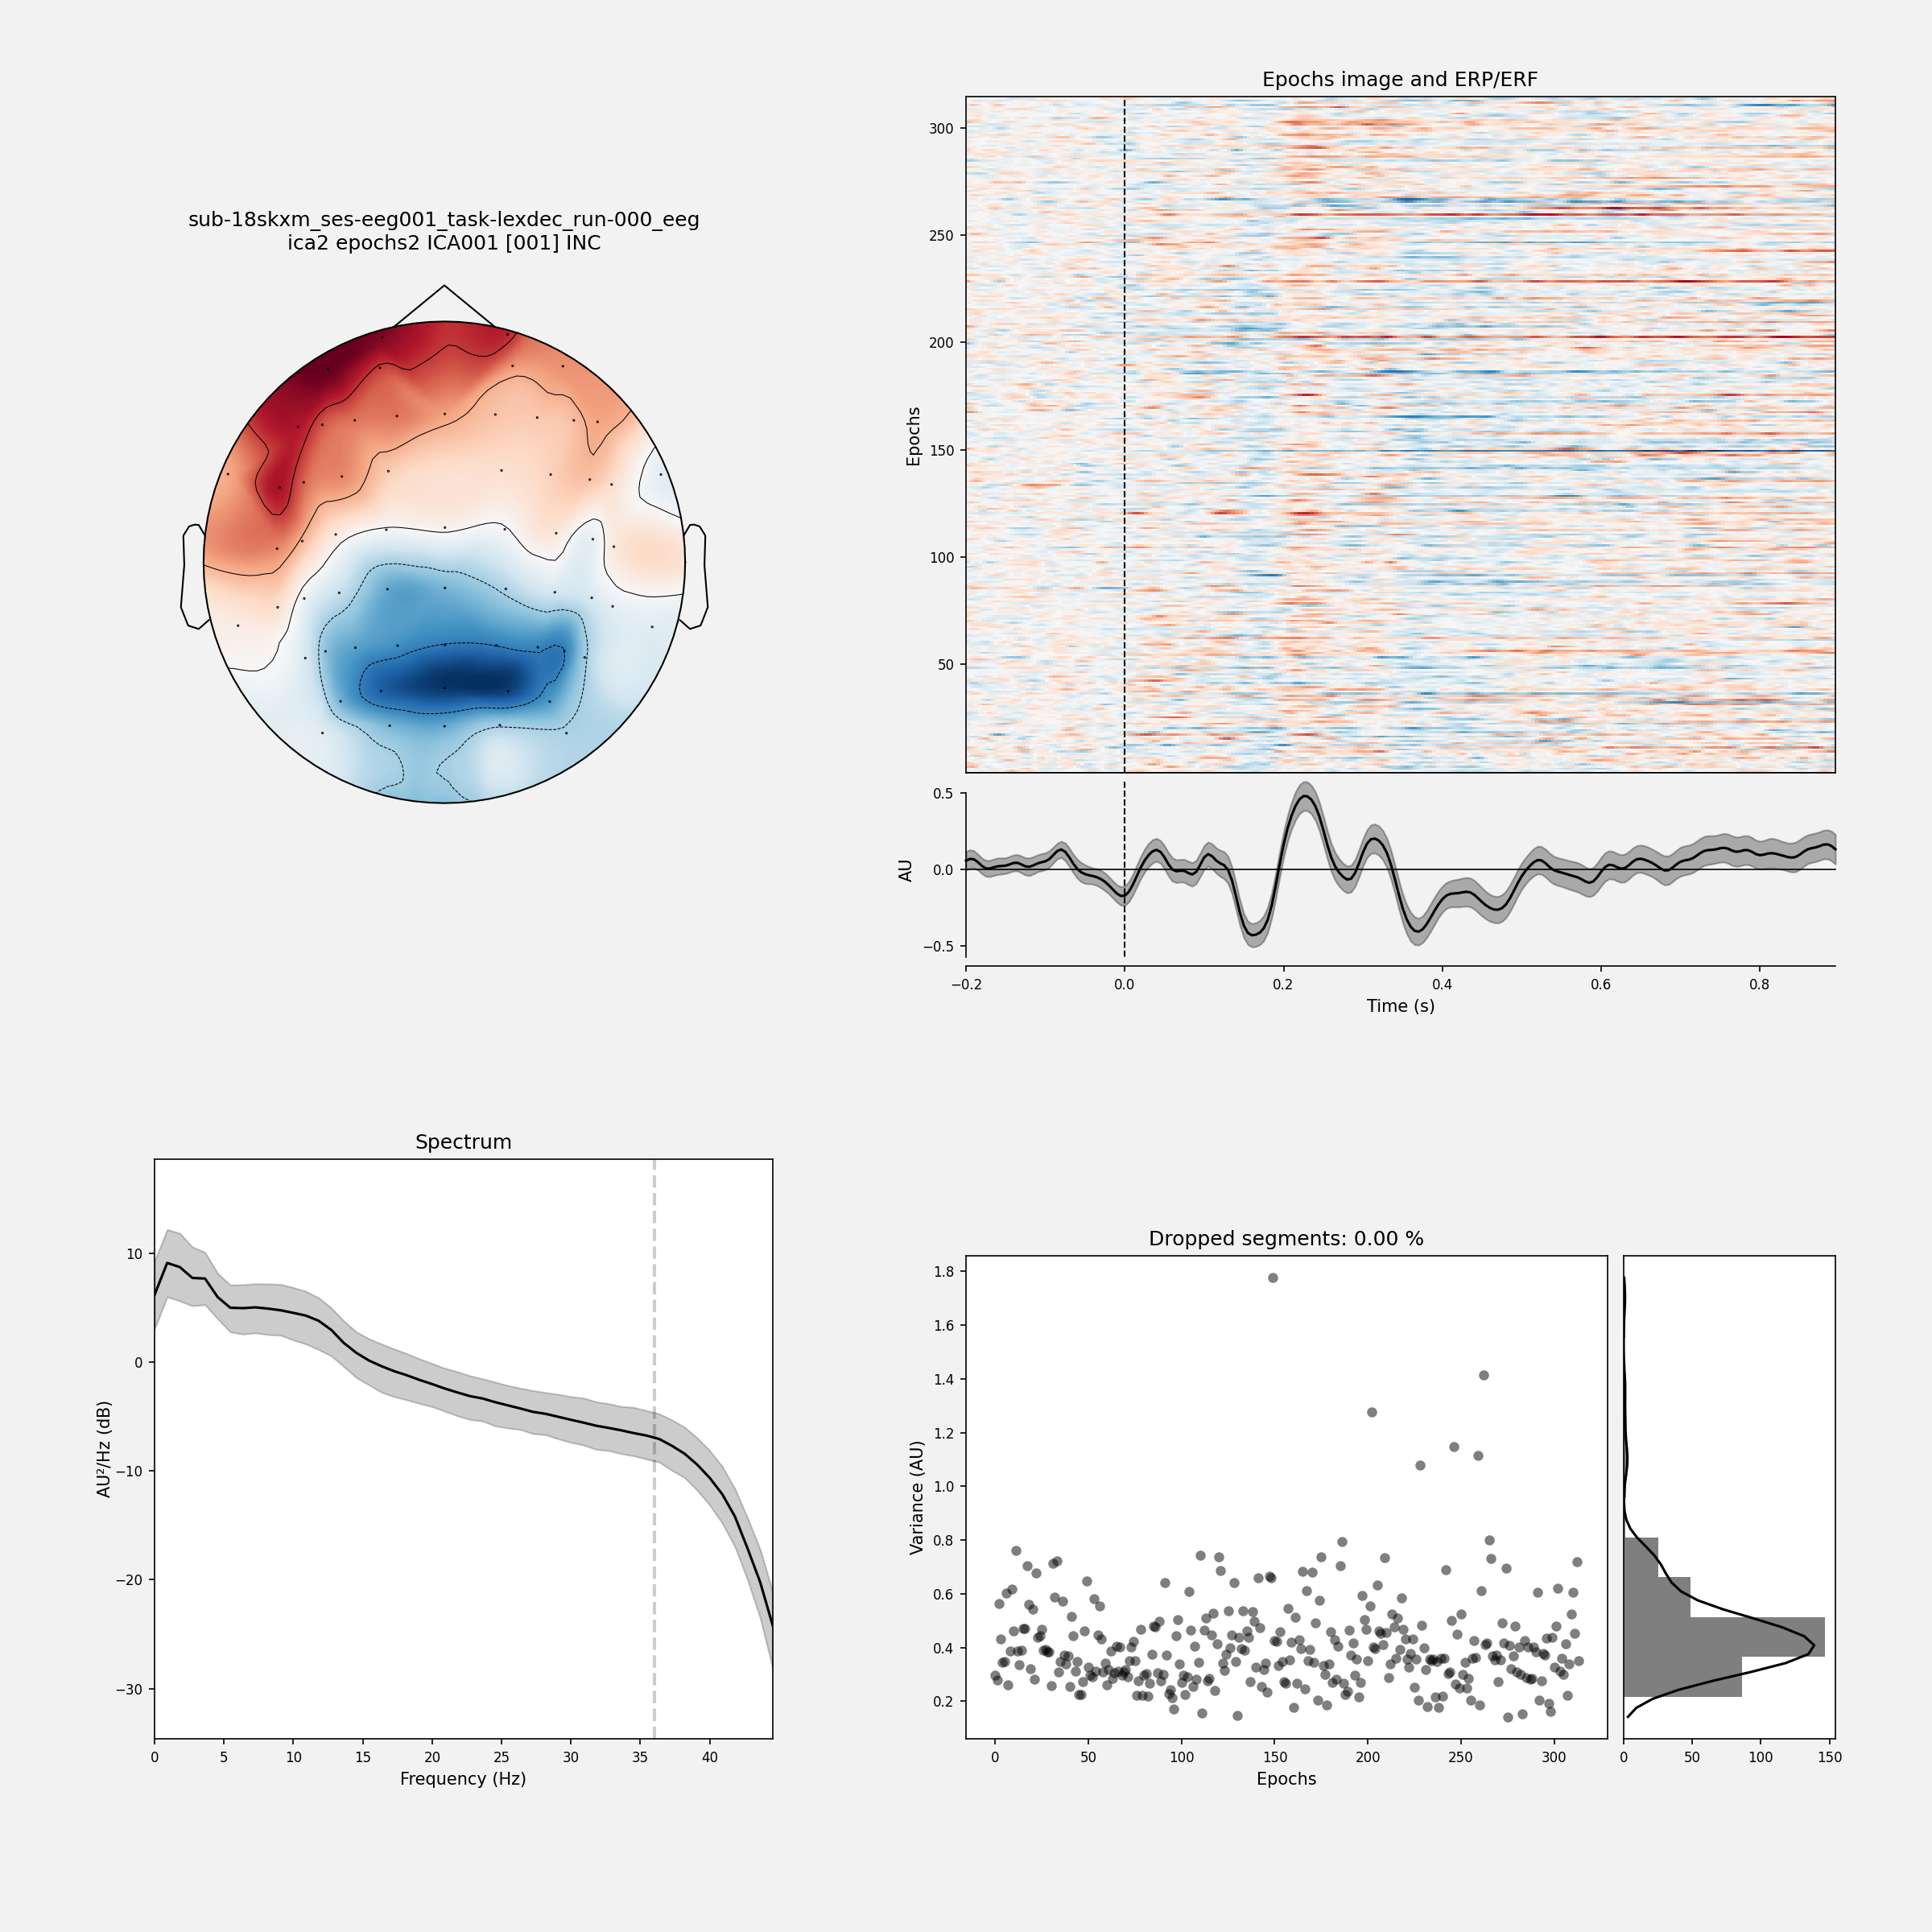 sub-18skxm_ses-eeg001_task-lexdec_run-000_eeg
ica2 epochs2 ICA001 [001] INC
Epochs image and ERP/ERF
300
250
200
150
100
50
Epochs
0.5
0.0
−0.5
AU
−0.2 0.0 0.2 0.4 0.6 0.8
Time (s)
Spectrum
10
0
−10
−20
−30
AU²/Hz (dB)
0 5 10 15 20 25 30 35 40
Frequency (Hz)
Dropped segments: 0.00 %
1.8
1.6
1.4
1.2
1.0
0.8
0.6
0.4
0.2
Variance (AU)
0 50 100 150 200 250 300
Epochs
0 50 100 150